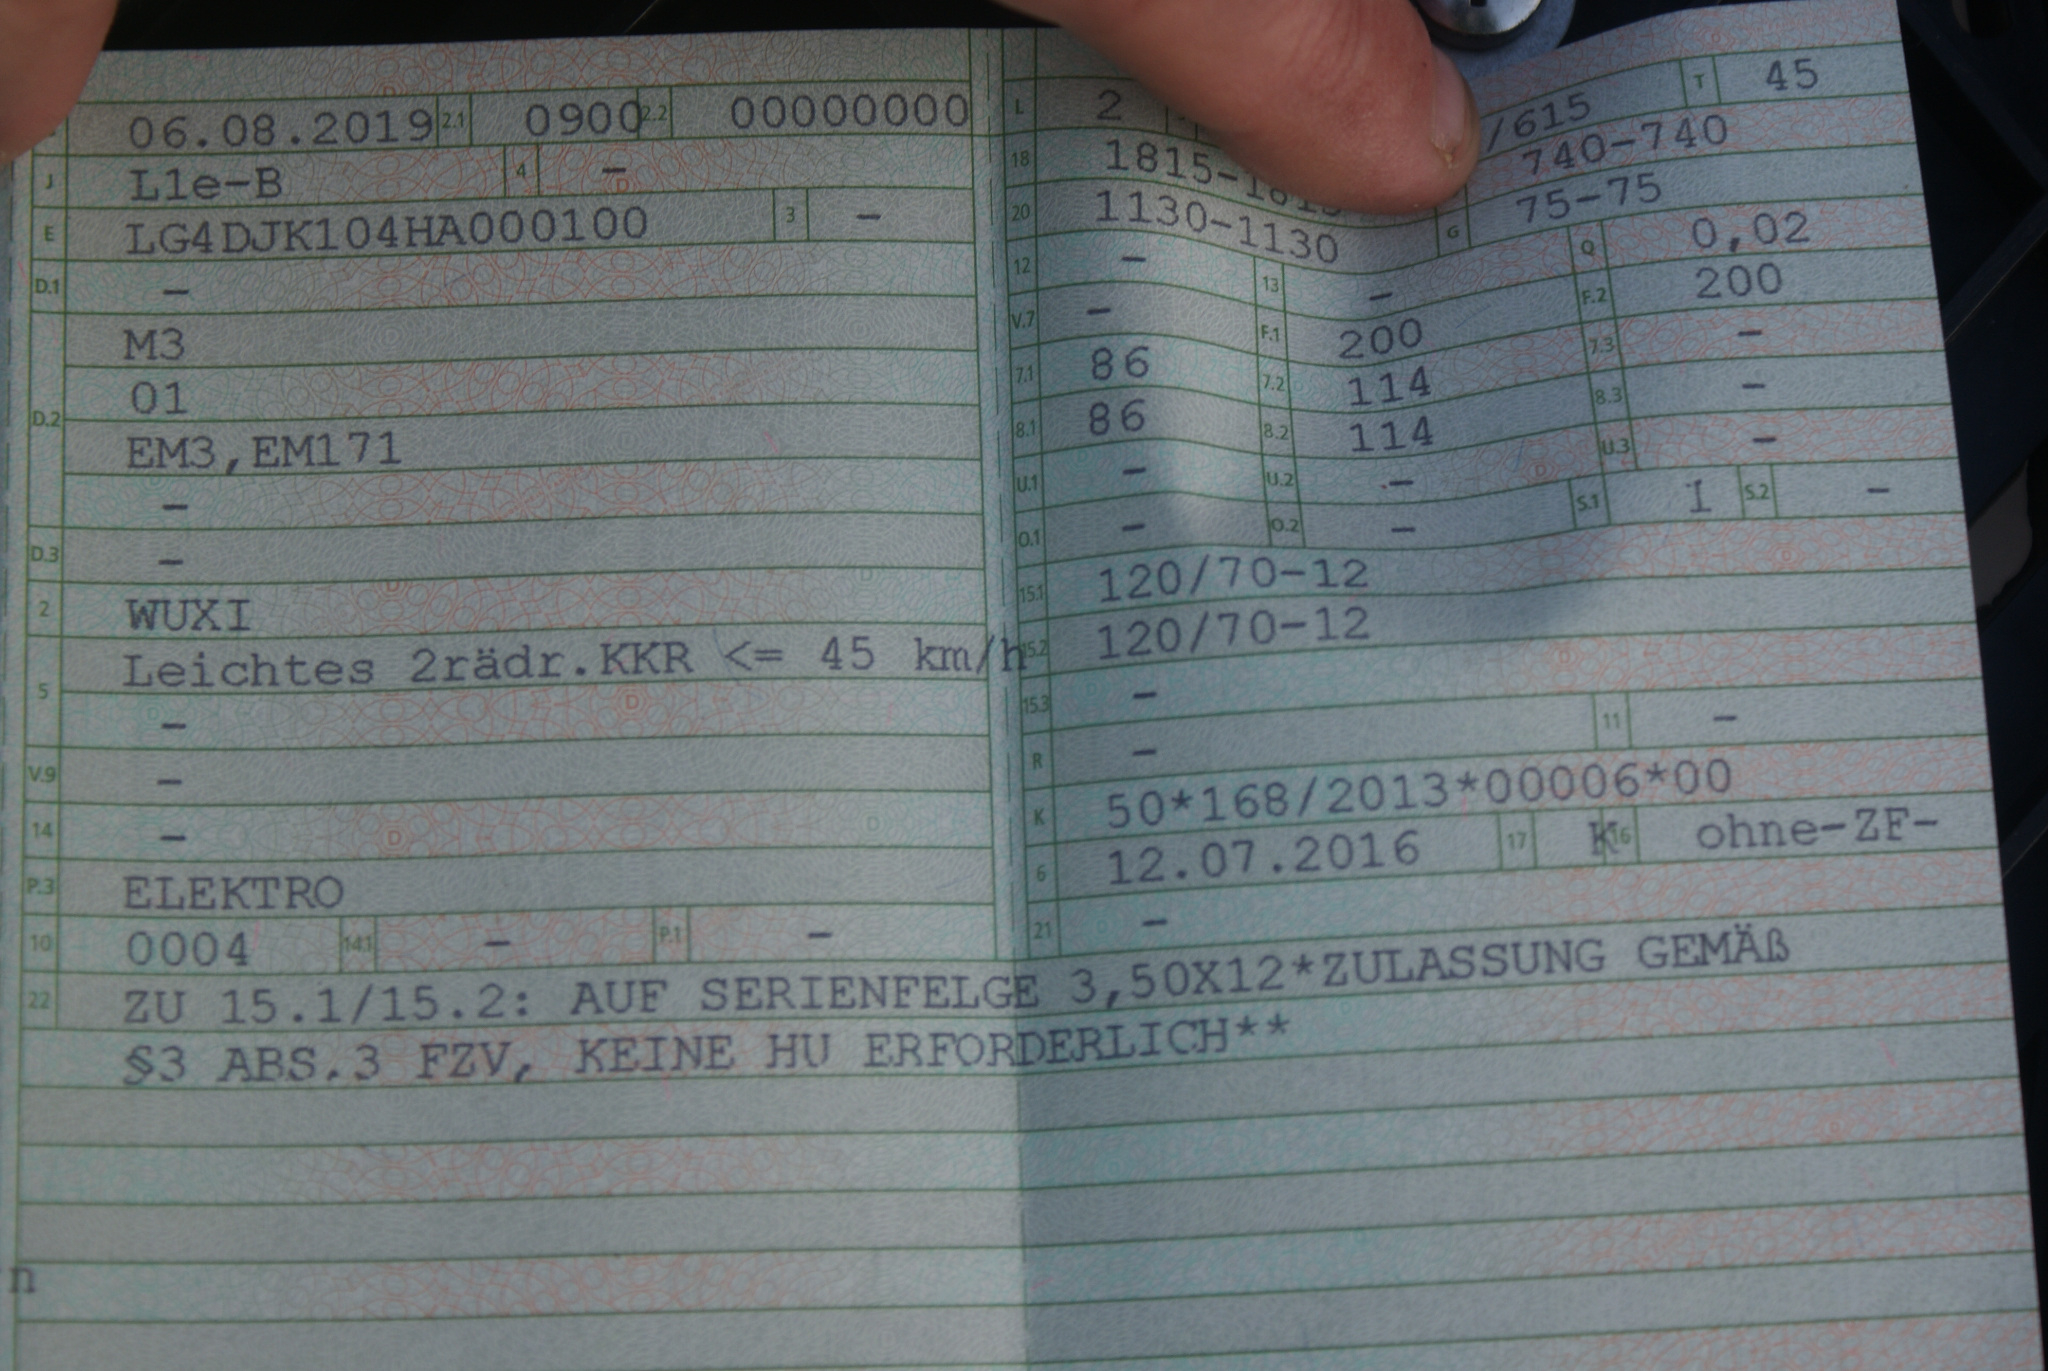 06.08.2019 2.1 0900 2.2 00000000
J L1e-B 4 -
E LG4DJK104HA000100 3 -
D.1 -
M3
D.2 01
EM3,EM171
-
D.3 -
2 WUXI
5 Leichtes 2rädr.KKR <= 45 km/h
-
V.9 -
14 -
P.3 ELEKTRO
10 0004 14.1 - P.1 -
L 2 /615 T 45
18 1815-1815 740-740
20 1130-1130 G 75-75
12 - 13 - Q 0,02
V.7 - F.1 200 F.2 200
7.1 86 7.2 114 7.3 -
8.1 86 8.2 114 8.3 -
U.1 - U.2 - U.3 -
O.1 - O.2 - S.1 1 S.2 -
15.1 120/70-12
15.2 120/70-12
15.3 -
R - 11 -
K 50*168/2013*00006*00
6 12.07.2016 17 K 16 ohne-ZF-
21 -
22 ZU 15.1/15.2: AUF SERIENFELGE 3,50X12*ZULASSUNG GEMÄß
§3 ABS.3 FZV, KEINE HU ERFORDERLICH**
n